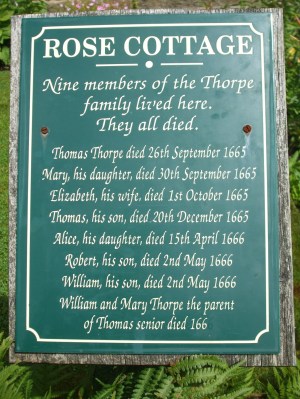 ROSE COTTAGE
Nine members of the Thorpe
family lived here.
They all died.
Thomas Thorpe died 26th September 1665
Mary, his daughter, died 30th September 1665
Elizabeth, his wife, died 1st October 1665
Thomas, his son, died 20th December 1665
Alice, his daughter, died 15th April 1666
Robert, his son, died 2nd May 1666
William, his son, died 2nd May 1666
William and Mary Thorpe the parent
of Thomas senior died 166